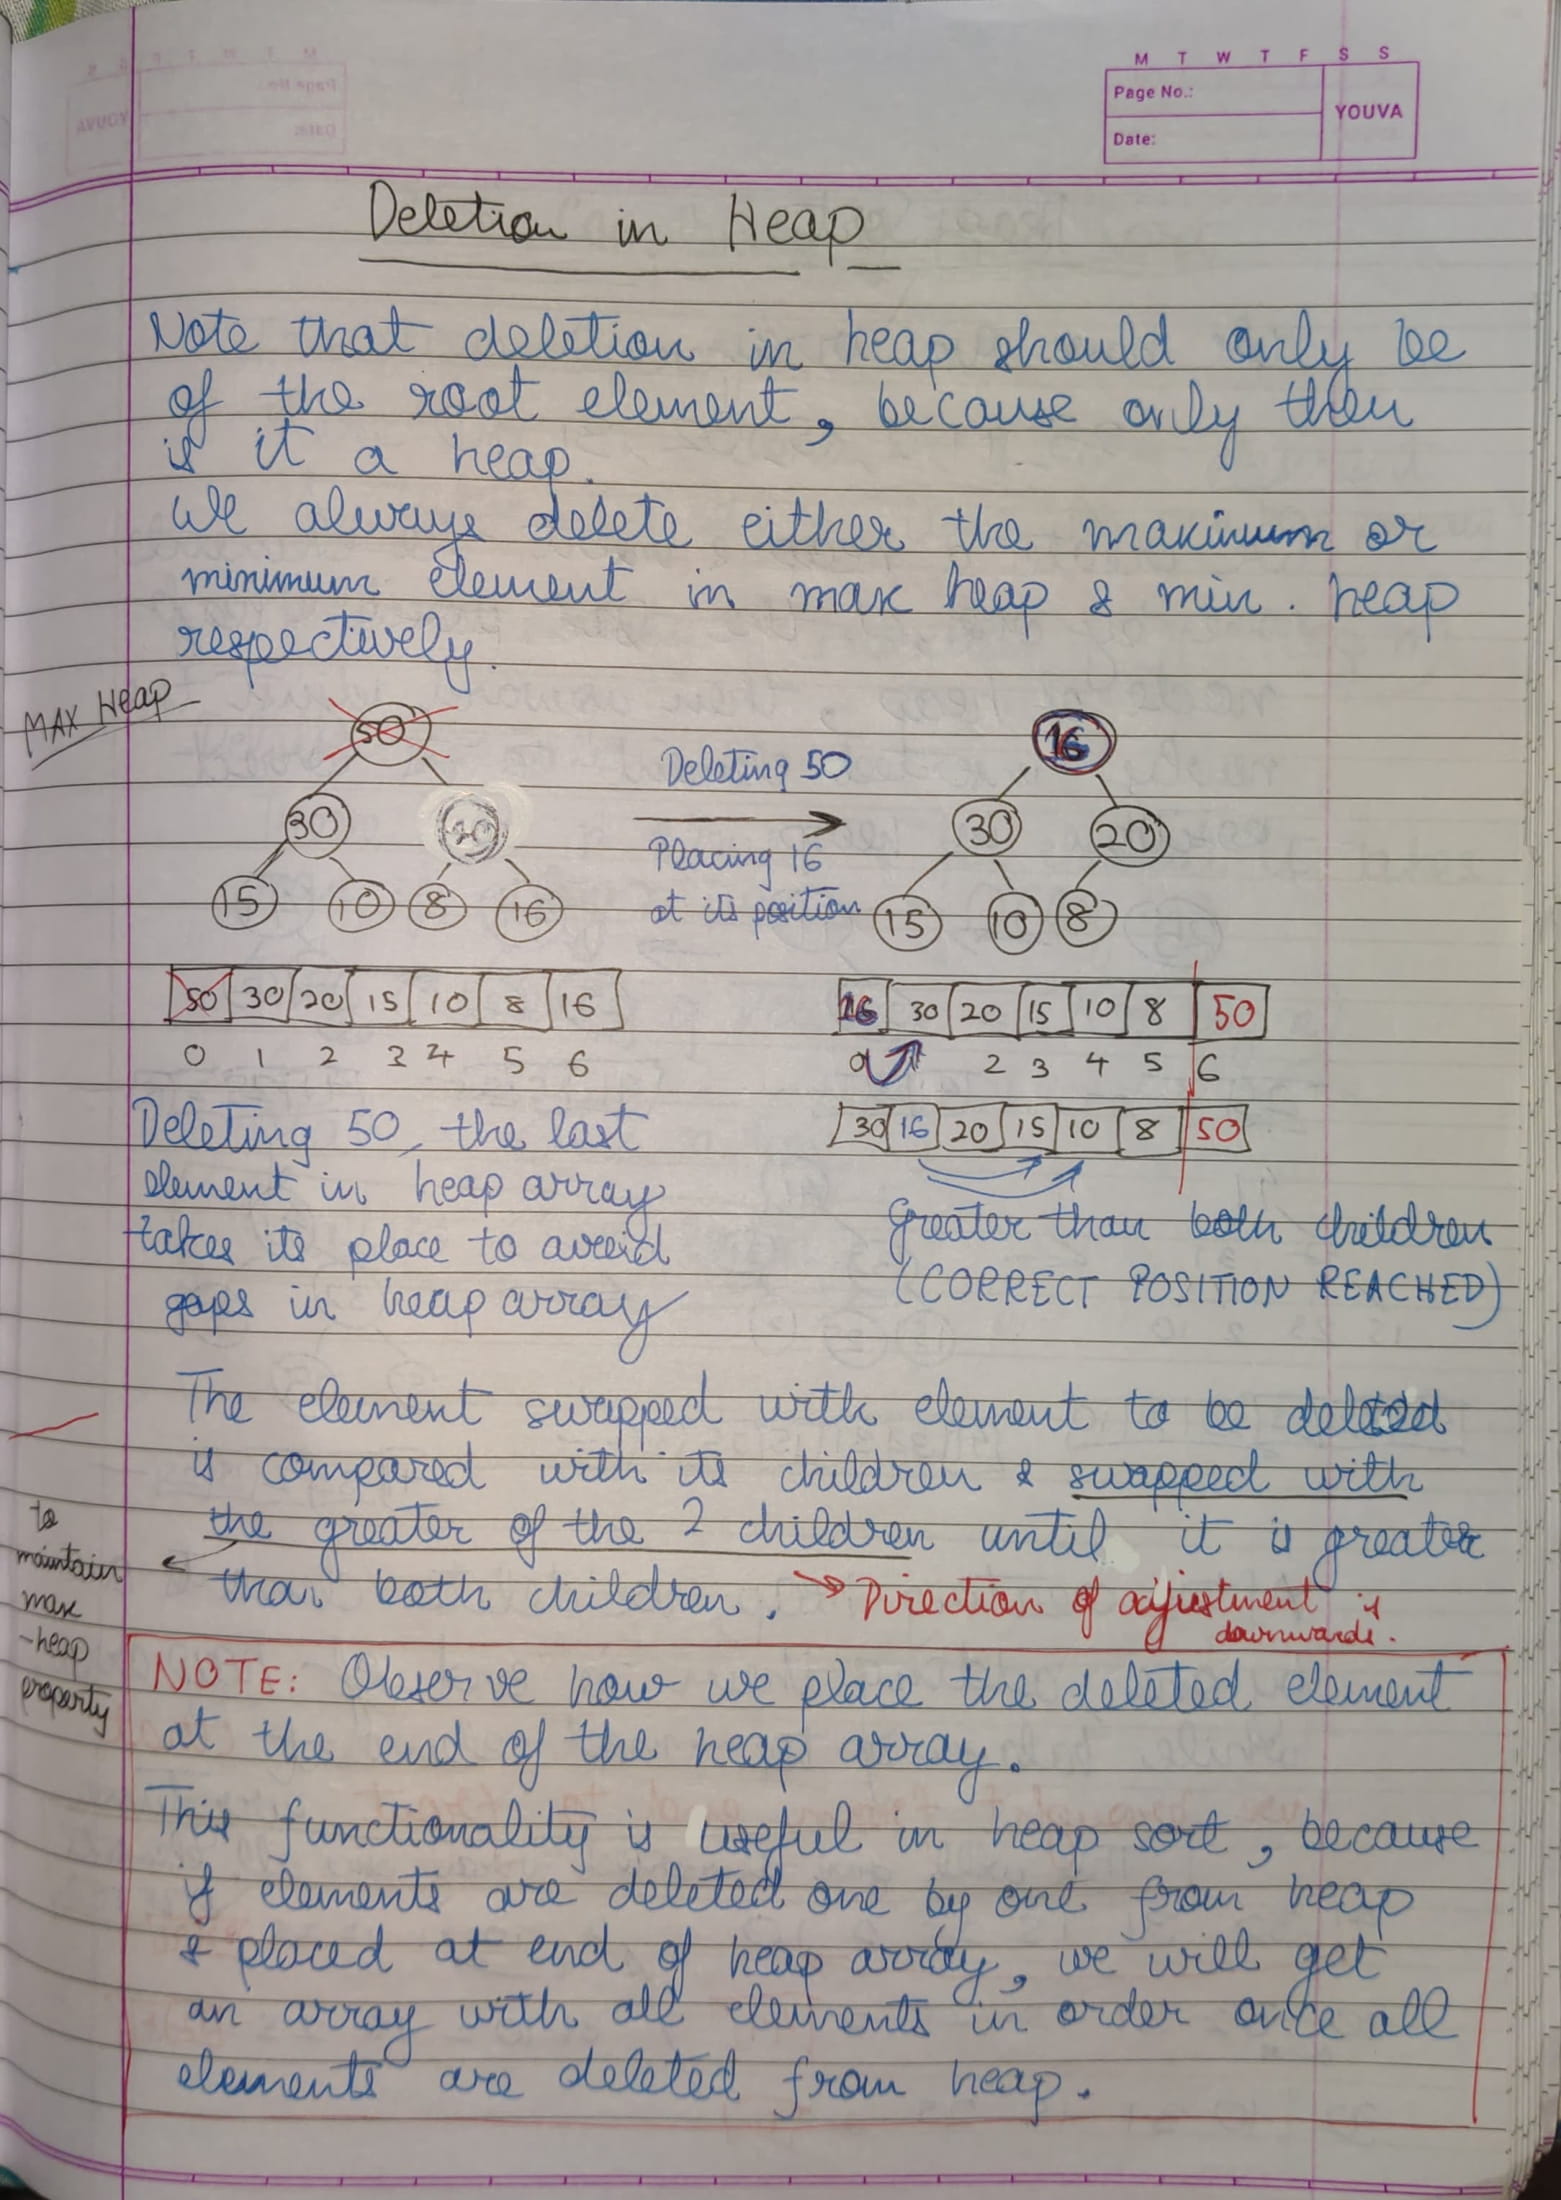 M T W T F S S
Page No.:
YOUVA
Date:
Deletion in Heap
Note that deletion in heap should only be
of the root element, because only then
is it a heap.
We always delete either the maximum or
minimum element in max heap & min. heap
respectively.
MAX Heap
50
30 20
15 10 8 16
Deleting 50
Placing 16
at its position
16
30 20
15 10 8
50 30 20 15 10 8 16
0 1 2 3 4 5 6
16 30 20 15 10 8 50
0 2 3 4 5 6
30 16 20 15 10 8 50
Deleting 50, the last
element in heap array
takes its place to avoid
gaps in heap array
Greater than both children
(CORRECT POSITION REACHED)
The element swapped with element to be deleted
is compared with its children & swapped with
the greater of the 2 children until it is greater
than both children. → Direction of adjustment is
downwards.
to
maintain
max
-heap
property
NOTE: Observe how we place the deleted element
at the end of the heap array.
This functionality is useful in heap sort, because
if elements are deleted one by one from heap
& placed at end of heap array, we will get
an array with all elements in order once all
elements are deleted from heap.